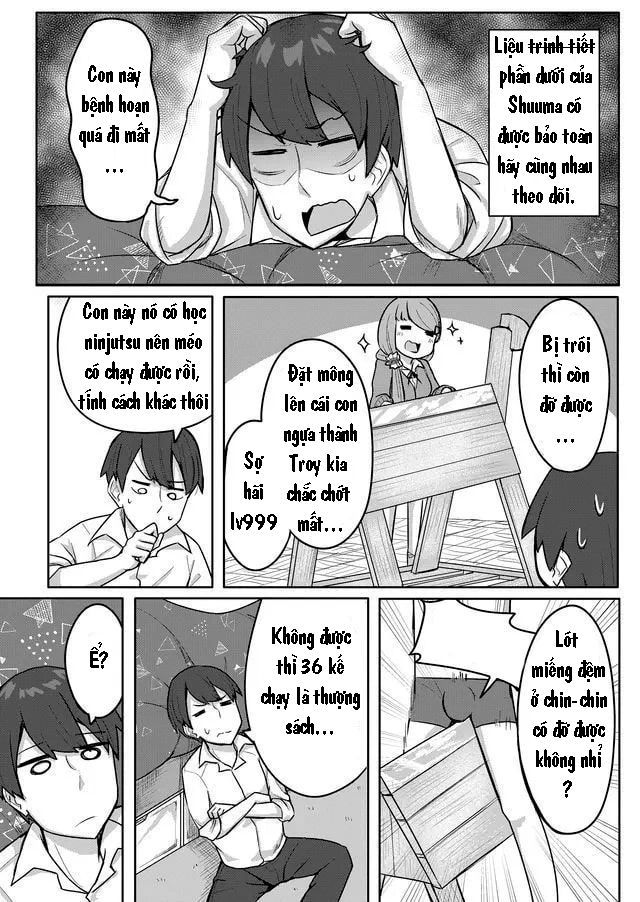 Liệu trinh tiết
phần dưới của
Shuuma có
được bảo toàn
hãy cùng nhau
theo dõi.
Con này
bệnh hoạn
quá đi mất
...
Bị trói
thì còn
đỡ được
...
Đặt mông
lên cái con
ngựa thành
Troy kia
chắc chớt
mất...
Sợ
hãi
lv999
Con này nó có học
ninjutsu nên méo
có chạy được rồi,
tính cách khác thôi
Lót
miếng đệm
ở chin-chin
có đỡ được
không nhỉ
?
Không được
thì 36 kế
chạy là thượng
sách...
Ể?